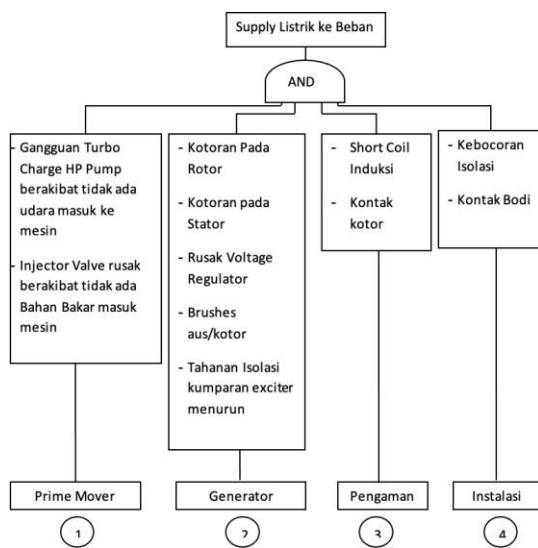 Supply Listrik ke Beban
AND
- Gangguan Turbo
Charge HP Pump
berakibat tidak ada
udara masuk ke
mesin
- Injector Valve rusak
berakibat tidak ada
Bahan Bakar masuk
mesin
- Kotoran Pada
Rotor
- Kotoran pada
Stator
- Rusak Voltage
Regulator
- Brushes
aus/kotor
- Tahanan Isolasi
kumparan exciter
menurun
- Short Coil
Induksi
- Kontak
kotor
- Kebocoran
Isolasi
- Kontak Bodi
Prime Mover
Generator
Pengaman
Instalasi
1
2
3
4